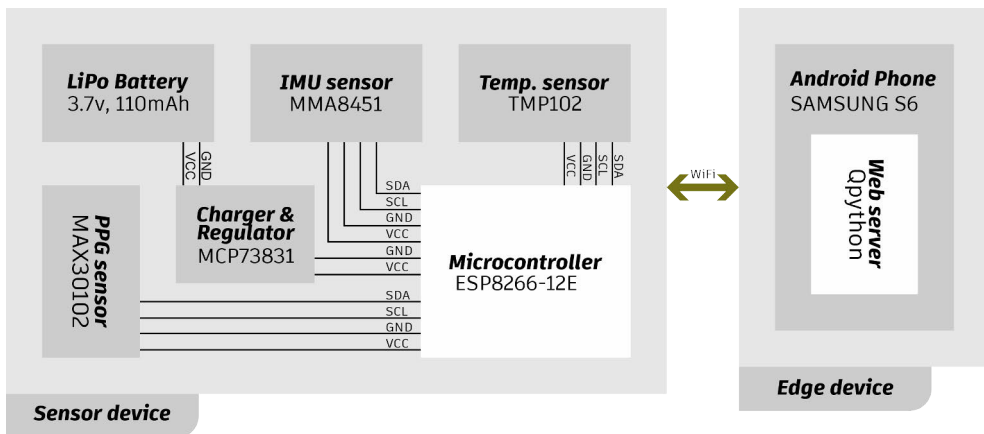 LiPo Battery
3.7v, 110mAh
IMU sensor
MMA8451
Temp. sensor
TMP102
VCC
GND
VCC
GND
SCL
SDA
PPG sensor
MAX30102
Charger &
Regulator
MCP73831
SDA
SCL
GND
VCC
GND
VCC
SDA
SCL
GND
VCC
Microcontroller
ESP8266-12E
Sensor device
WiFi
Android Phone
SAMSUNG S6
Web server
Qpython
Edge device